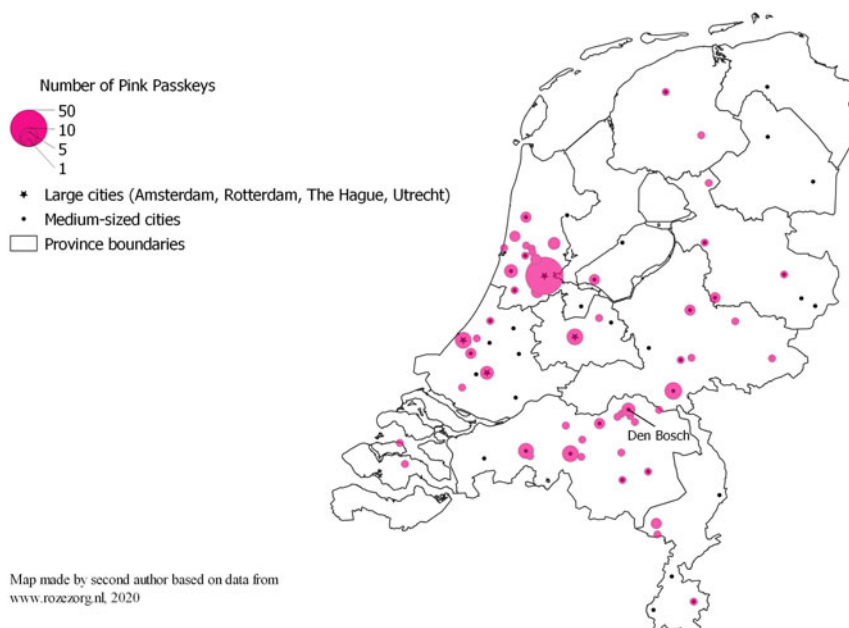 Number of Pink Passkeys
50
10
5
1
Large cities (Amsterdam, Rotterdam, The Hague, Utrecht)
Medium-sized cities
Province boundaries
Den Bosch
Map made by second author based on data from
www.rozezorg.nl, 2020